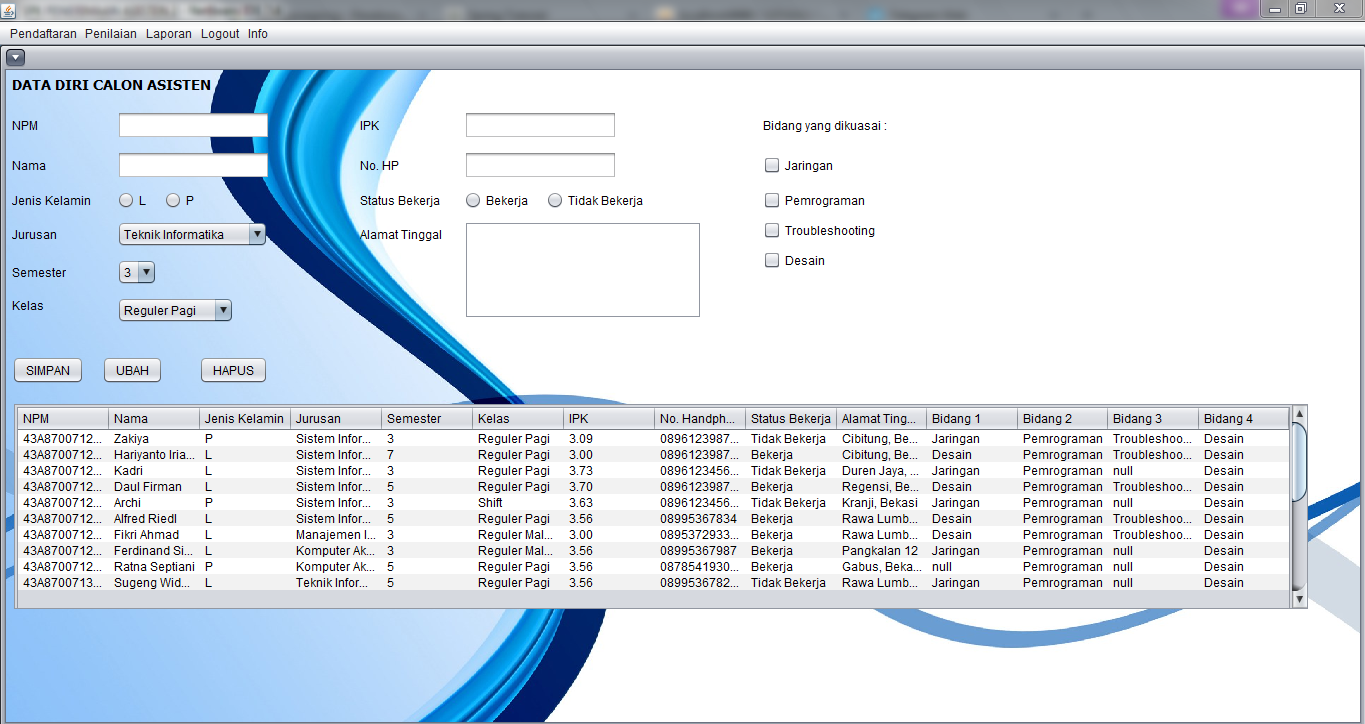 Pendaftaran Penilaian Laporan Logout Info
DATA DIRI CALON ASISTEN
NPM IPK Bidang yang dikuasai :
Nama No. HP Jaringan
Jenis Kelamin L P Status Bekerja Bekerja Tidak Bekerja Pemrograman
Jurusan Teknik Informatika Alamat Tinggal Troubleshooting
Desain
Semester 3
Kelas Reguler Pagi
SIMPAN UBAH HAPUS
NPM Nama Jenis Kelamin Jurusan Semester Kelas IPK No. Handph... Status Bekerja Alamat Ting... Bidang 1 Bidang 2 Bidang 3 Bidang 4
43A8700712... Zakiya P Sistem Infor... 3 Reguler Pagi 3.09 0896123987... Tidak Bekerja Cibitung, Be... Jaringan Pemrograman Troubleshoo... Desain
43A8700712... Hariyanto Iria... L Sistem Infor... 7 Reguler Pagi 3.00 0896123987... Bekerja Cibitung, Be... Desain Pemrograman Troubleshoo... Desain
43A8700712... Kadri L Sistem Infor... 3 Reguler Pagi 3.73 0896123456... Tidak Bekerja Duren Jaya, ... Jaringan Pemrograman null Desain
43A8700712... Daul Firman L Sistem Infor... 5 Reguler Pagi 3.70 0896123987... Bekerja Regensi, Be... Desain Pemrograman Troubleshoo... Desain
43A8700712... Archi P Sistem Infor... 3 Shift 3.63 0896123456... Tidak Bekerja Kranji, Bekasi Jaringan Pemrograman null Desain
43A8700712... Alfred Riedl L Sistem Infor... 5 Reguler Pagi 3.56 08995367834 Bekerja Rawa Lumb... Desain Pemrograman Troubleshoo... Desain
43A8700712... Fikri Ahmad L Manajemen I... 3 Reguler Mal... 3.00 0895372933... Bekerja Rawa Lumb... Desain Pemrograman Troubleshoo... Desain
43A8700712... Ferdinand Si... L Komputer Ak... 3 Reguler Mal... 3.56 08995367987 Bekerja Pangkalan 12 Jaringan Pemrograman null Desain
43A8700712... Ratna Septiani P Komputer Ak... 5 Reguler Pagi 3.56 0878541930... Bekerja Gabus, Beka... null Pemrograman null Desain
43A8700713... Sugeng Wid... L Teknik Infor... 5 Reguler Pagi 3.56 0899536782... Tidak Bekerja Rawa Lumb... Jaringan Pemrograman null Desain